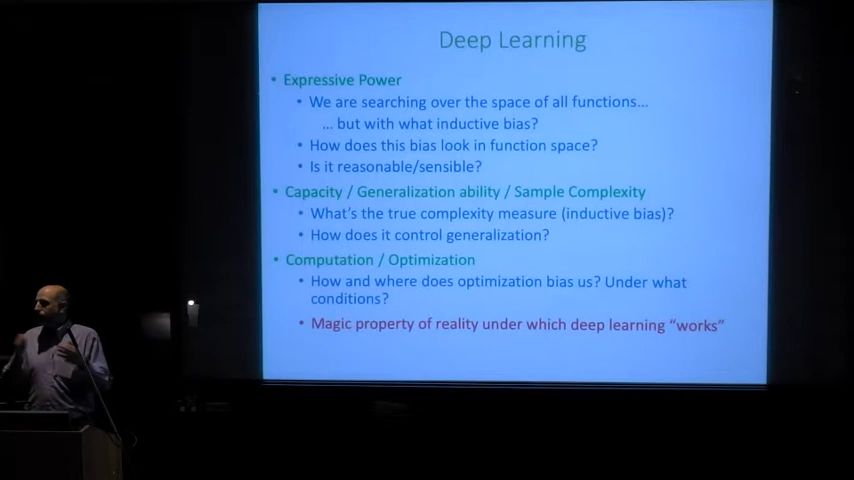 Deep Learning
• Expressive Power
• We are searching over the space of all functions...
... but with what inductive bias?
• How does this bias look in function space?
• Is it reasonable/sensible?
• Capacity / Generalization ability / Sample Complexity
• What's the true complexity measure (inductive bias)?
• How does it control generalization?
• Computation / Optimization
• How and where does optimization bias us? Under what
conditions?
• Magic property of reality under which deep learning "works"